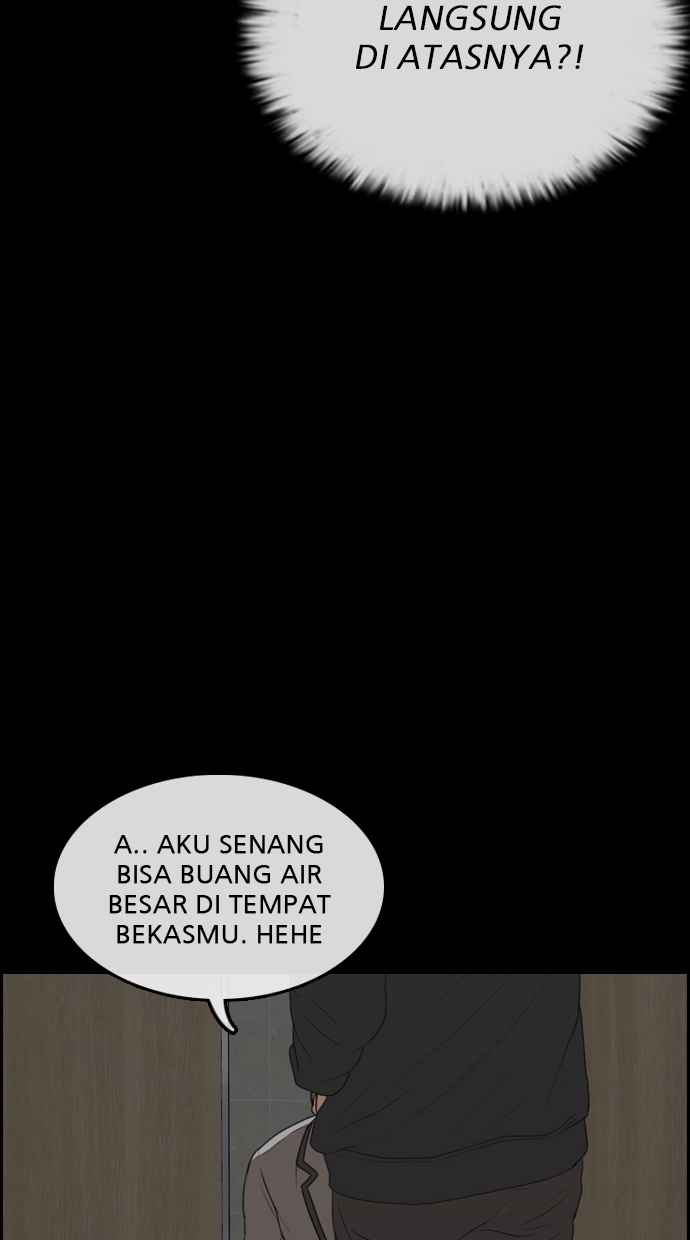 LANGSUNG
DI ATASNYA?!
A.. AKU SENANG
BISA BUANG AIR
BESAR DI TEMPAT
BEKASMU. HEHE